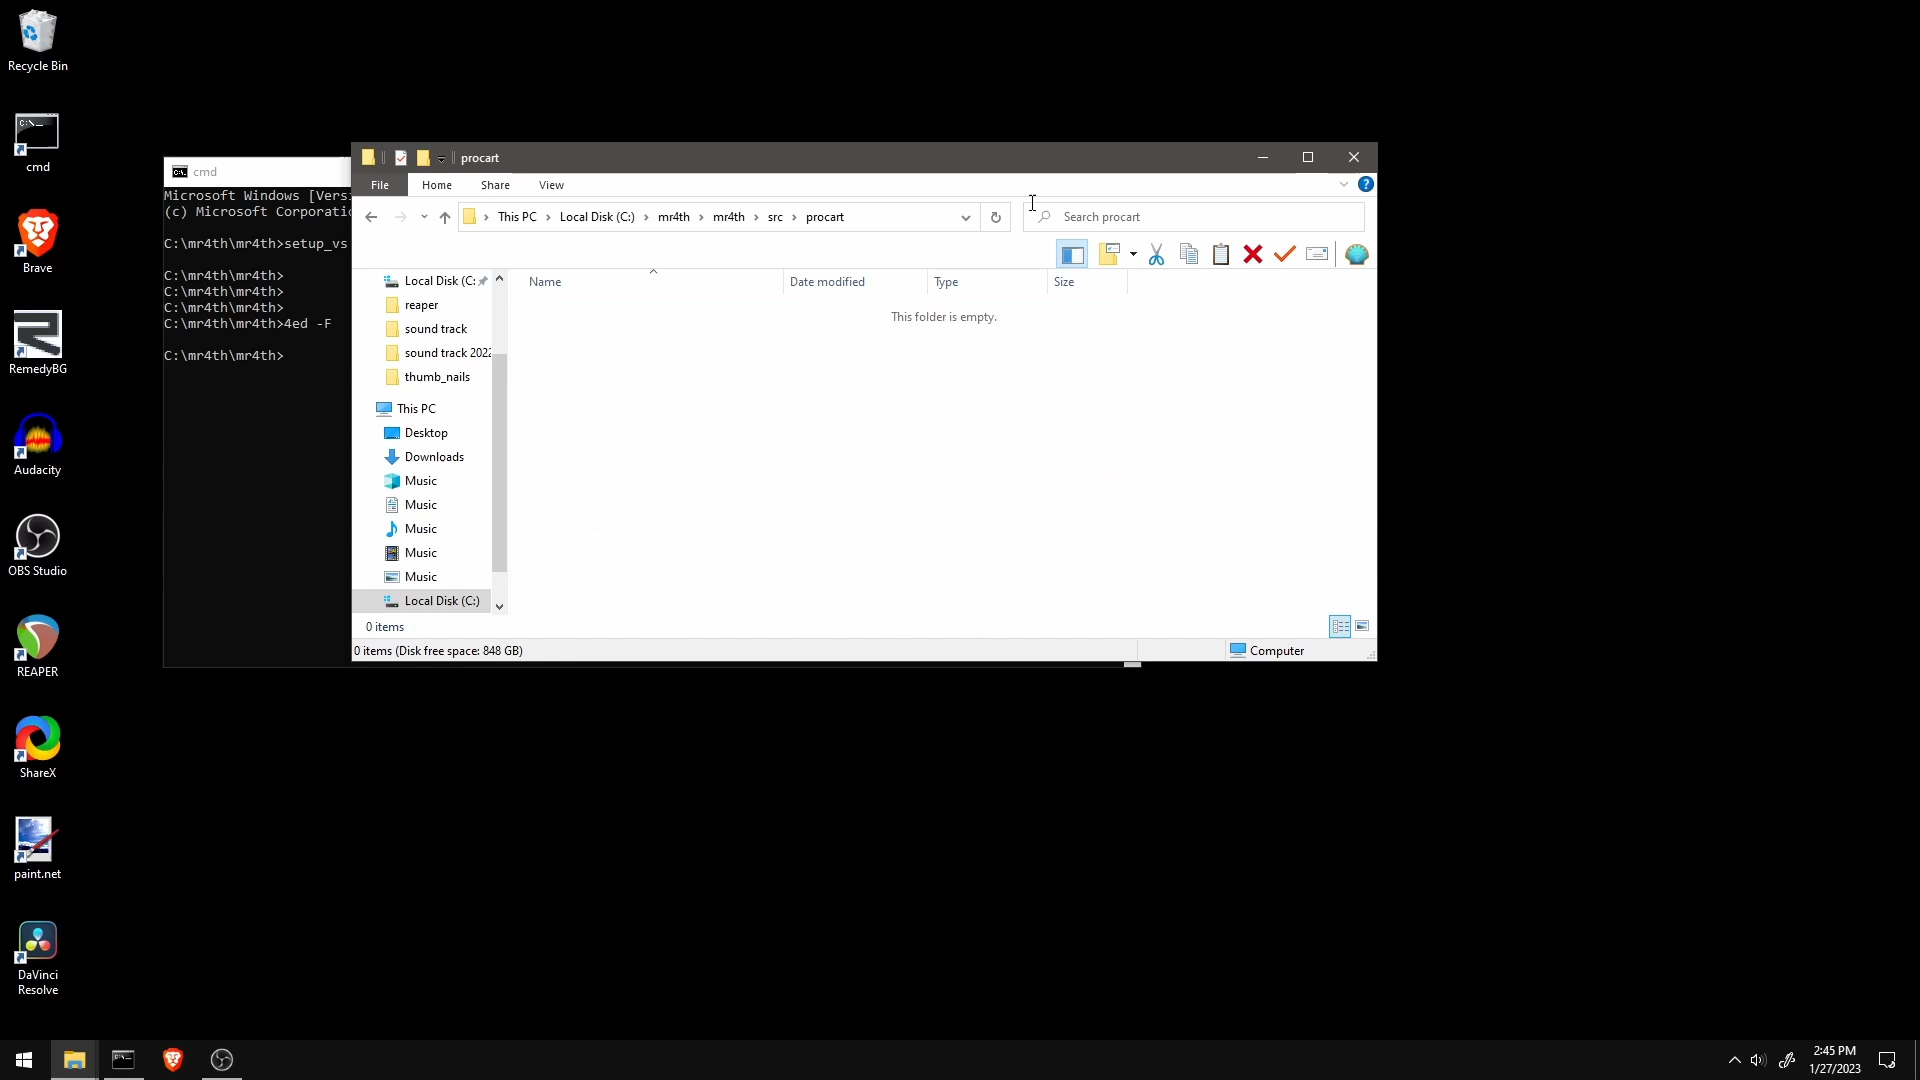 Recycle Bin
cmd
Brave
RemedyBG
Audacity
OBS Studio
REAPER
ShareX
paint.net
DaVinci
Resolve
cmd
Microsoft Windows [Versi
(c) Microsoft Corporatio
C:\mr4th\mr4th>setup_vs
C:\mr4th\mr4th>
C:\mr4th\mr4th>
C:\mr4th\mr4th>
C:\mr4th\mr4th>4ed -F
C:\mr4th\mr4th>
procart
File Home Share View
This PC > Local Disk (C:) > mr4th > mr4th > src > procart
Search procart
Name Date modified Type Size
This folder is empty.
Local Disk (C:
reaper
sound track
sound track 2022
thumb_nails
This PC
Desktop
Downloads
Music
Music
Music
Music
Music
Local Disk (C:)
0 items
0 items (Disk free space: 848 GB)
Computer
2:45 PM
1/27/2023